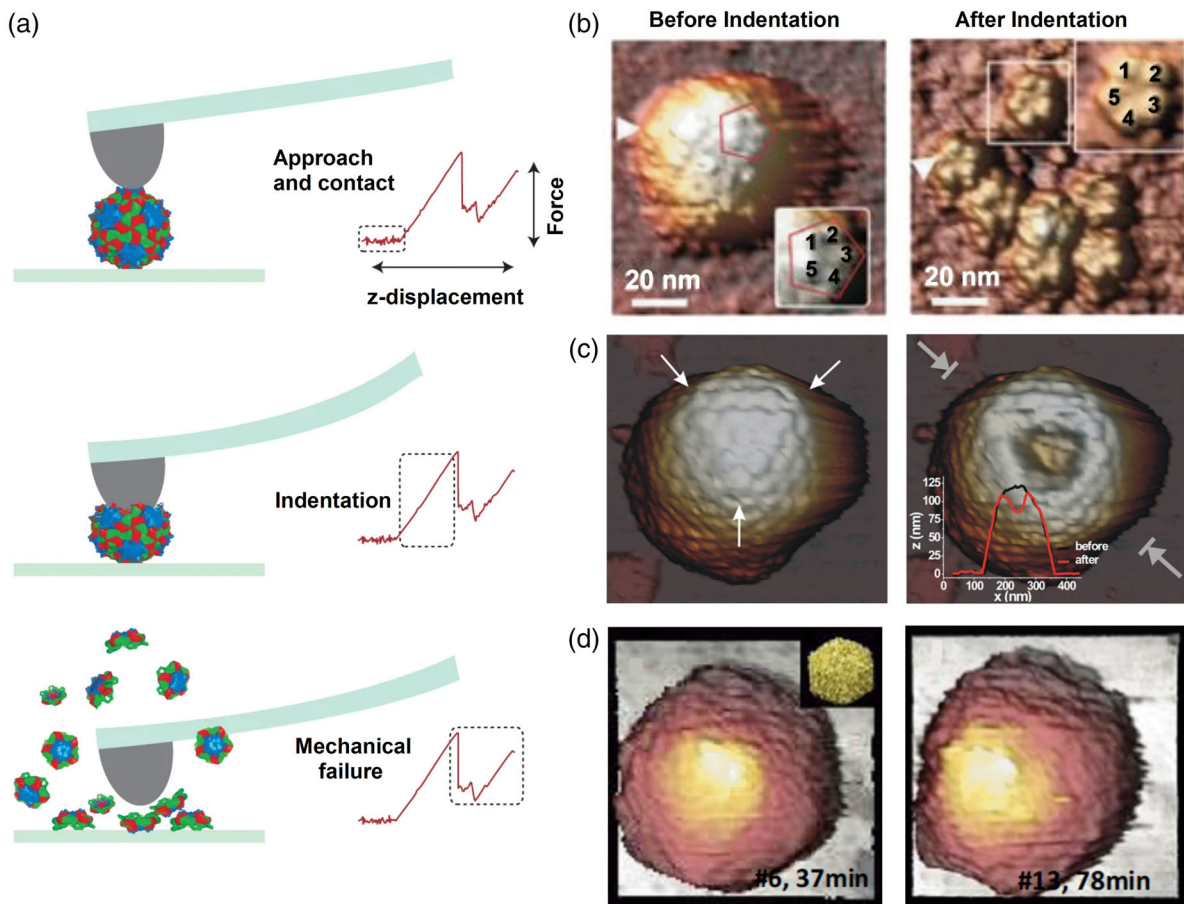 (a)
Approach
and contact
Force
z-displacement
Indentation
Mechanical
failure
(b)
Before Indentation
After Indentation
1
2
3
4
5
20 nm
1
2
3
4
5
20 nm
(c)
125
100
75
50
25
0
z (nm)
before
after
0
100
200
300
400
x (nm)
(d)
#6, 37min
#13, 78min